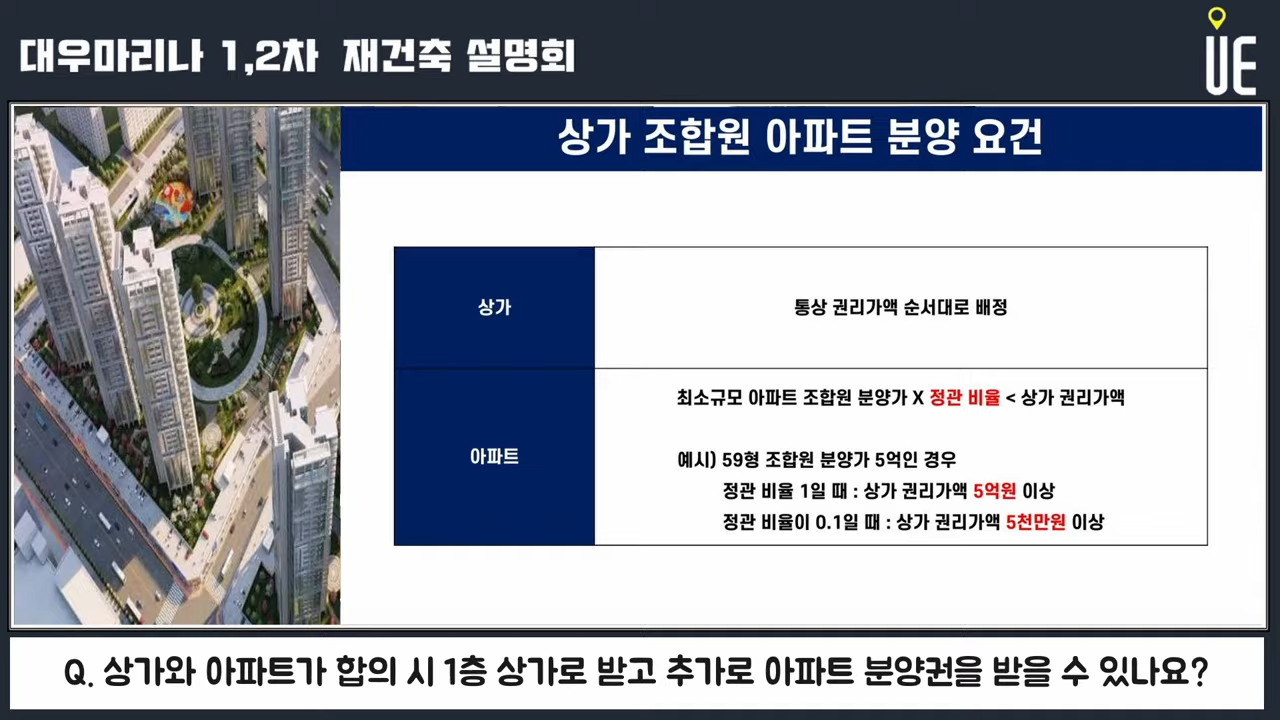 대우마리나 1,2차 재건축 설명회
UE
상가 조합원 아파트 분양 요건
상가
통상 권리가액 순서대로 배정
아파트
최소규모 아파트 조합원 분양가 X 정관 비율 < 상가 권리가액
예시) 59형 조합원 분양가 5억인 경우
정관 비율 1일 때 : 상가 권리가액 5억원 이상
정관 비율이 0.1일 때 : 상가 권리가액 5천만원 이상
Q. 상가와 아파트가 합의 시 1층 상가로 받고 추가로 아파트 분양권을 받을 수 있나요?